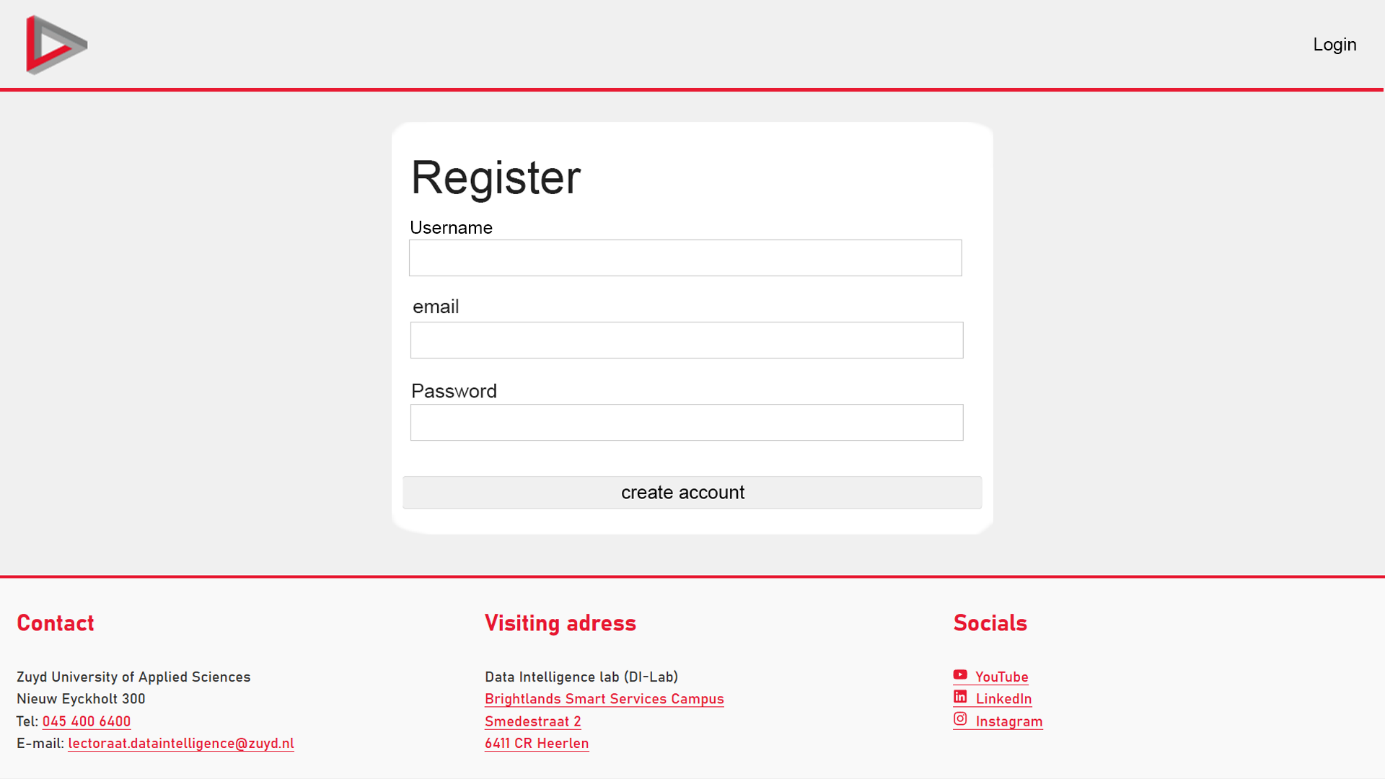 Login
Register
Username
email
Password
create account
Contact
Zuyd University of Applied Sciences
Nieuw Eyckholt 300
Tel: 045 400 6400
E-mail: lectoraat.dataintelligence@zuyd.nl
Visiting adress
Data Intelligence lab (DI-Lab)
Brightlands Smart Services Campus
Smedestraat 2
6411 CR Heerlen
Socials
YouTube
LinkedIn
Instagram